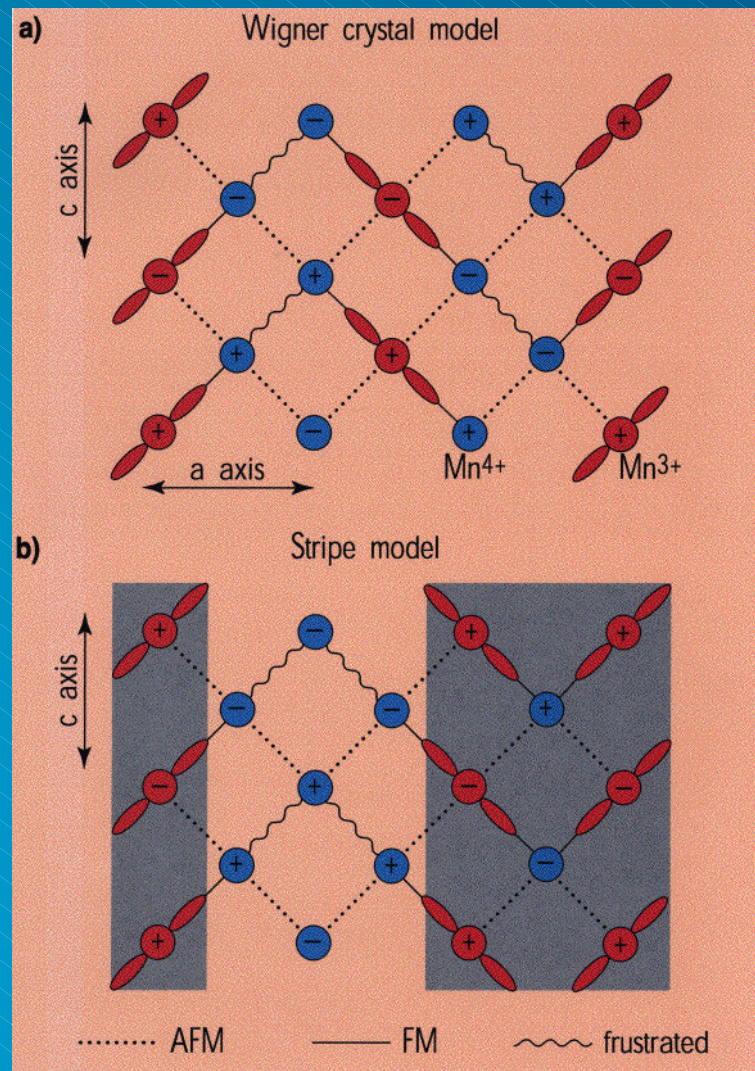 a) Wigner crystal model
+ − + +
c axis
− − +
− + − −
+ + −
+ − + +
a axis Mn⁴⁺ Mn³⁺
b) Stripe model
+ − + +
c axis
− − +
− + − −
+ + −
+ − + +
AFM FM frustrated